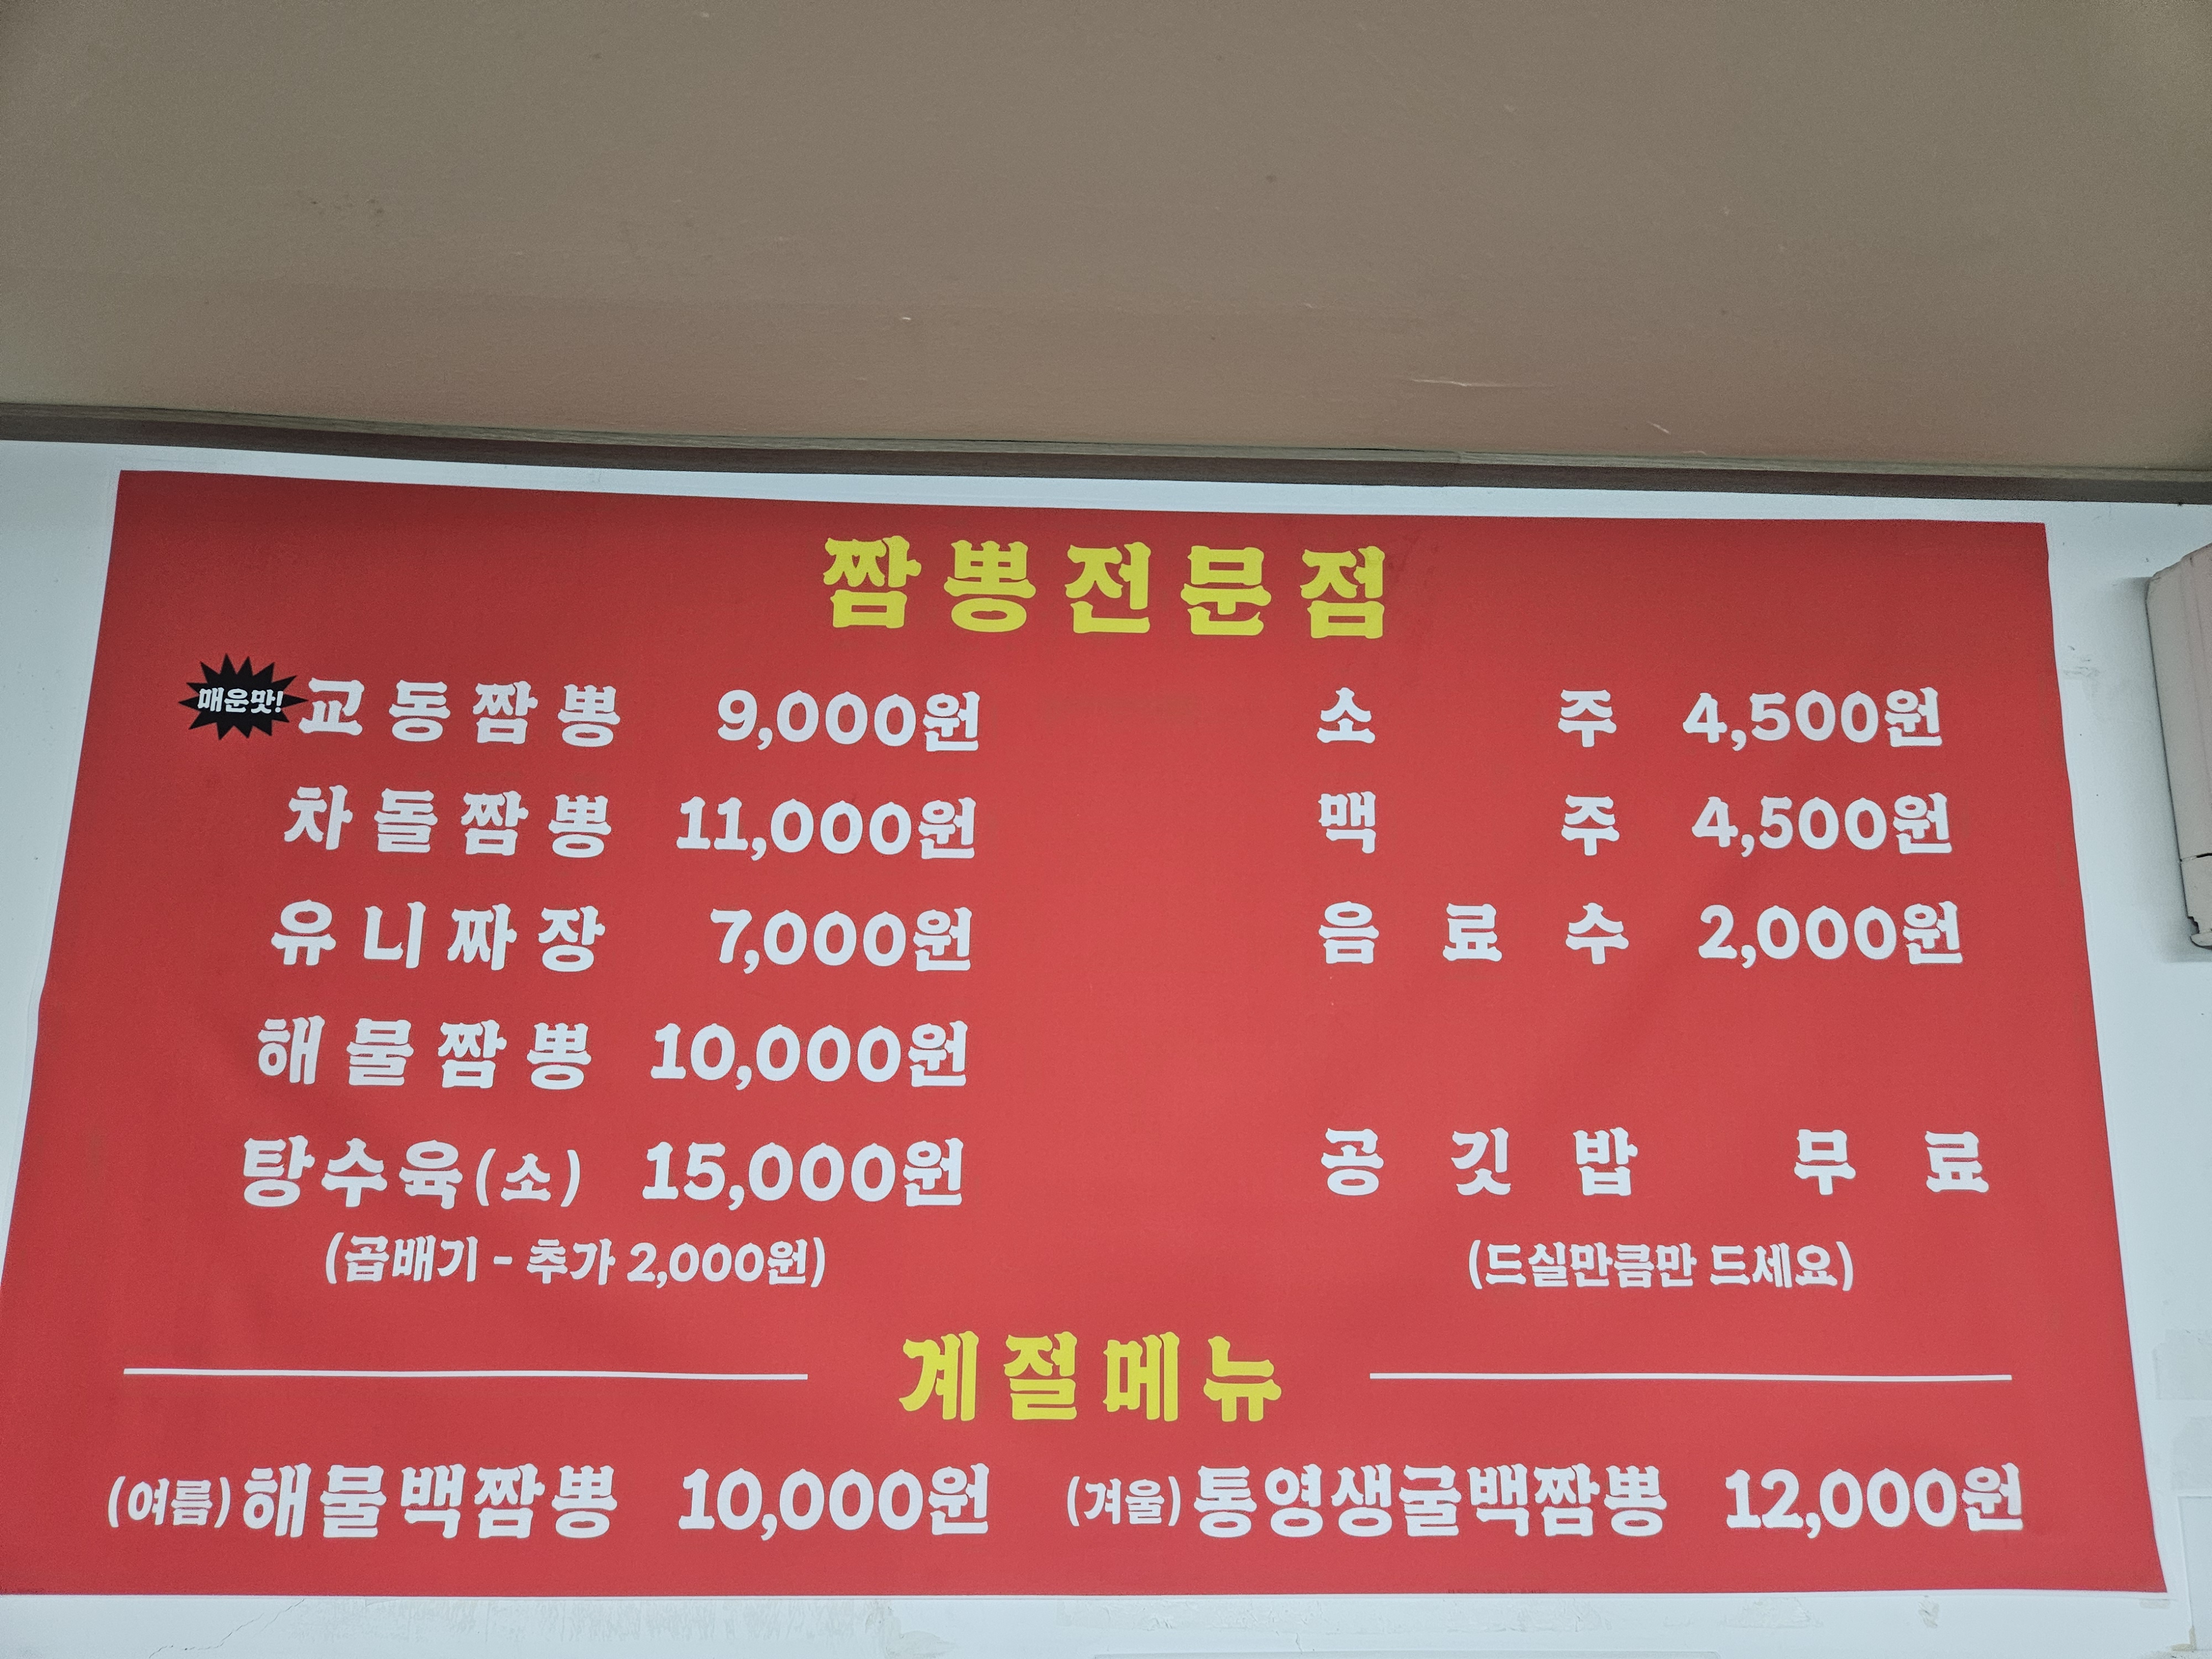 짬뽕전문점
매운맛! 교동짬뽕 9,000원
차돌짬뽕 11,000원
유니짜장 7,000원
해물짬뽕 10,000원
탕수육(소) 15,000원
(곱배기 - 추가 2,000원)
소 주 4,500원
맥 주 4,500원
음 료 수 2,000원
공 깃 밥 무 료
(드실만큼만 드세요)
계절메뉴
(여름) 해물백짬뽕 10,000원
(겨울) 통영생굴백짬뽕 12,000원